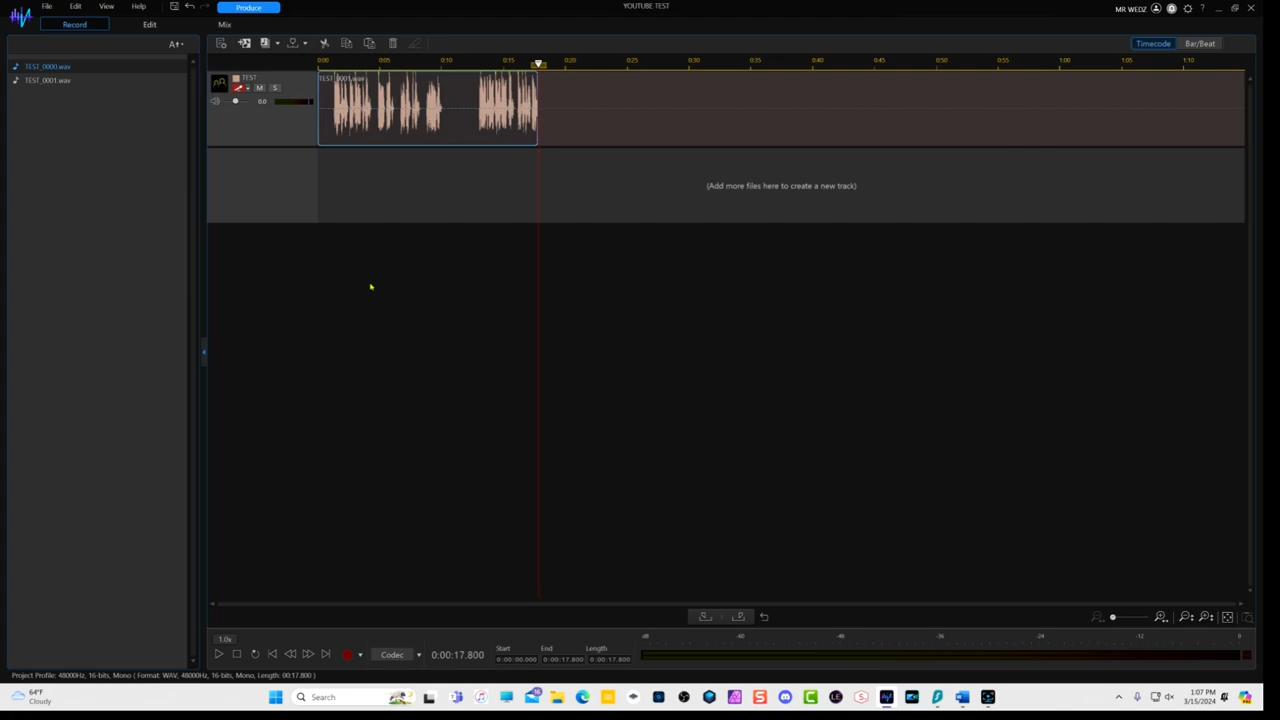 File Edit View Help Produce YOUTUBE TEST MR WEDZ
Record Edit Mix
Timecode Bar/Beat
TEST_0000.wav
TEST_0001.wav
0:00 0:05 0:10 0:15 0:20 0:25 0:30 0:35 0:40 0:45 0:50 0:55 1:00 1:05 1:10
TEST
TEST_0001.wav
M S
0.0
(Add more files here to create a new track)
1.0x
dB -60 -48 -36 -24 -12 0
Codec 0:00:17.800
Start End Length
0:00:00.000 0:00:17.800 00:00:17.800
Project Profile: 48000Hz, 16-bits, Mono ( Format: WAV, 48000Hz, 16-bits, Mono, Length: 00:17.800)
64°F
Cloudy
Search
16
LE
1:07 PM
3/15/2024